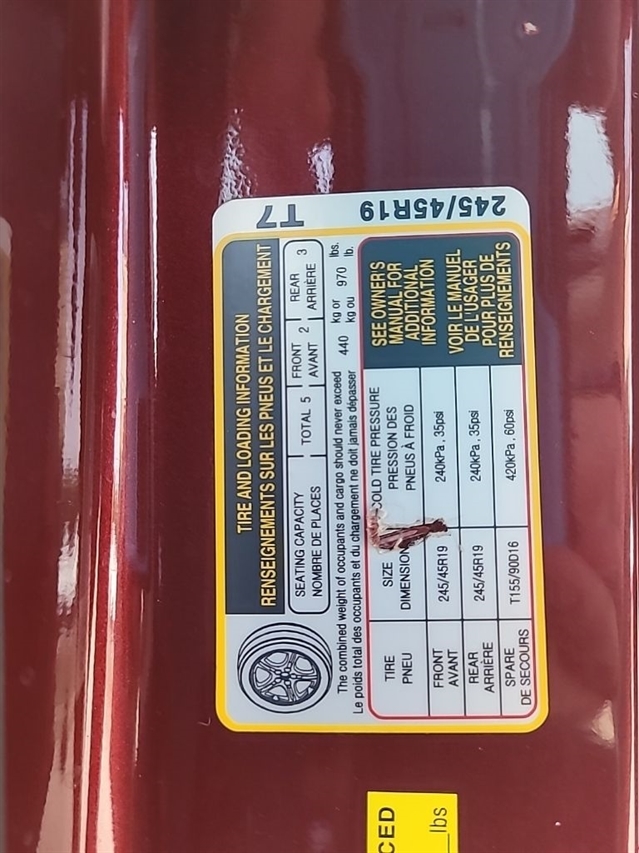 TIRE AND LOADING INFORMATION
RENSEIGNEMENTS SUR LES PNEUS ET LE CHARGEMENT
SEATING CAPACITY
NOMBRE DE PLACES
TOTAL 5
FRONT
AVANT
2
REAR
ARRIÈRE
3
The combined weight of occupants and cargo should never exceed 440 kg or 970 lbs.
Le poids total des occupants et du chargement ne doit jamais dépasser kg ou lb.
TIRE
PNEU
SIZE
DIMENSION
COLD TIRE PRESSURE
PRESSION DES
PNEUS À FROID
FRONT
AVANT
245/45R19
240kPa , 35psi
REAR
ARRIÈRE
245/45R19
240kPa , 35psi
SPARE
DE SECOURS
T155/90D16
420kPa , 60psi
SEE OWNER'S
MANUAL FOR
ADDITIONAL
INFORMATION
VOIR LE MANUEL
DE L'USAGER
POUR PLUS DE
RENSEIGNEMENTS
T7
245/45R19
CED
_lbs